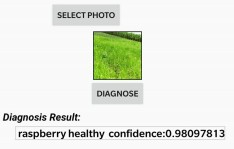 SELECT PHOTO
DIAGNOSE
Diagnosis Result:
raspberry healthy confidence:0.98097813